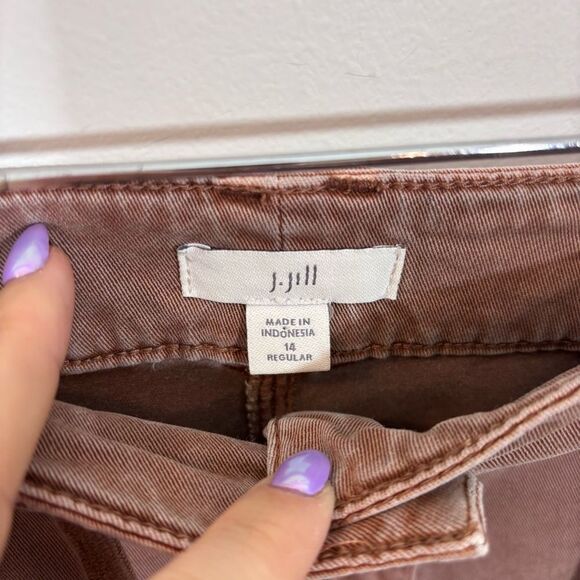 J.Jill
MADE IN
INDONESIA
14
REGULAR